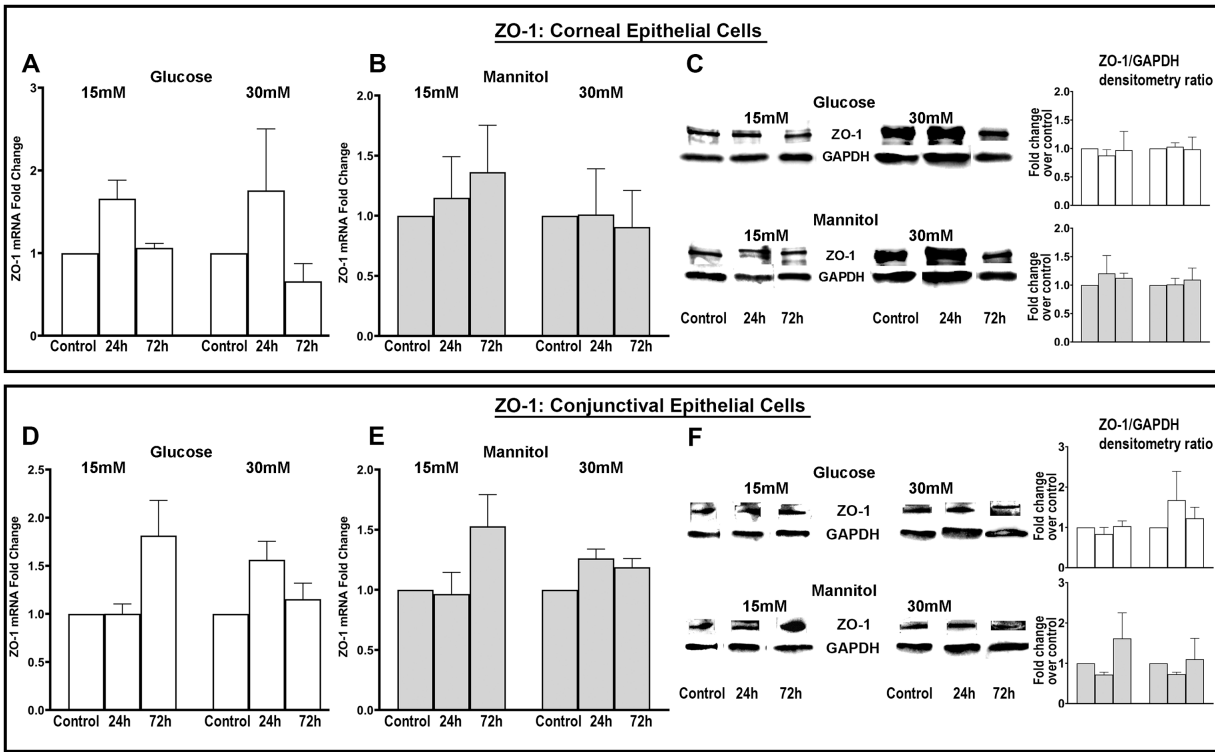 ZO-1: Corneal Epithelial Cells
A
Glucose
15mM 30mM
ZO-1 mRNA Fold Change
3
2
1
0
Control 24h 72h Control 24h 72h
B
Mannitol
15mM 30mM
ZO-1 mRNA Fold Change
2.0
1.5
1.0
0.5
0.0
Control 24h 72h Control 24h 72h
C
Glucose
15mM 30mM
ZO-1
GAPDH
Mannitol
15mM 30mM
ZO-1
GAPDH
Control 24h 72h Control 24h 72h
ZO-1/GAPDH
densitometry ratio
Fold change
over control
2.0
1.5
1.0
0.5
0.0
Fold change
over control
2.0
1.5
1.0
0.5
0.0
ZO-1: Conjunctival Epithelial Cells
D
Glucose
15mM 30mM
ZO-1 mRNA Fold Change
2.5
2.0
1.5
1.0
0.5
0.0
Control 24h 72h Control 24h 72h
E
Mannitol
15mM 30mM
ZO-1 mRNA Fold Change
2.0
1.5
1.0
0.5
0.0
Control 24h 72h Control 24h 72h
F
Glucose
15mM 30mM
ZO-1
GAPDH
Mannitol
15mM 30mM
ZO-1
GAPDH
Control 24h 72h Control 24h 72h
ZO-1/GAPDH
densitometry ratio
Fold change
over control
3
2
1
0
Fold change
over control
3
2
1
0